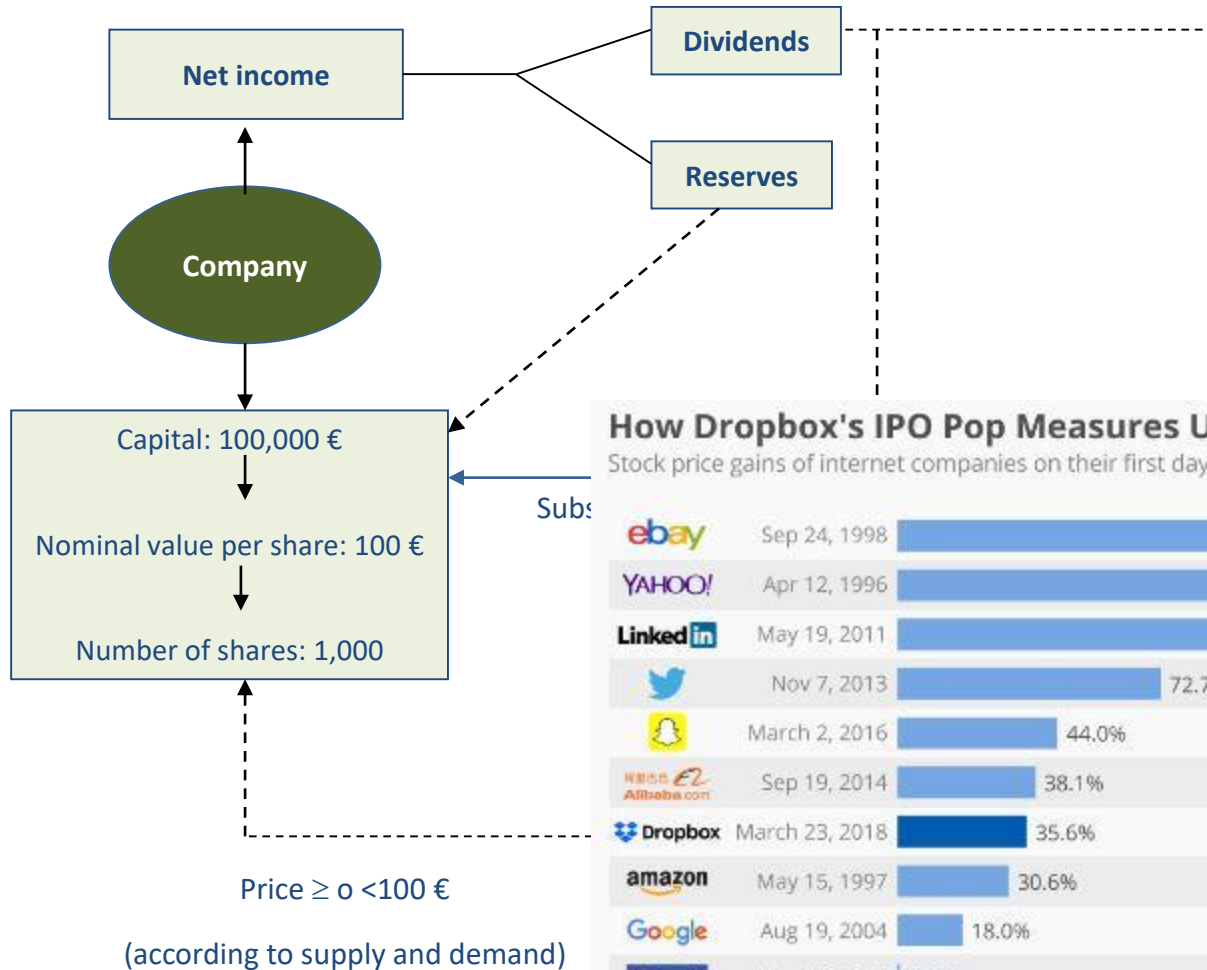 Dividends
Net income
Reserves
Company
Capital: 100,000 €
Nominal value per share: 100 €
Number of shares: 1,000
Subs
Price ≥ o <100 €
(according to supply and demand)
How Dropbox's IPO Pop Measures U
Stock price gains of internet companies on their first day
ebay Sep 24, 1998
YAHOO! Apr 12, 1996
Linked in May 19, 2011
Nov 7, 2013 72.7
March 2, 2016 44.0%
Alibaba.com Sep 19, 2014 38.1%
Dropbox March 23, 2018 35.6%
amazon May 15, 1997 30.6%
Google Aug 19, 2004 18.0%